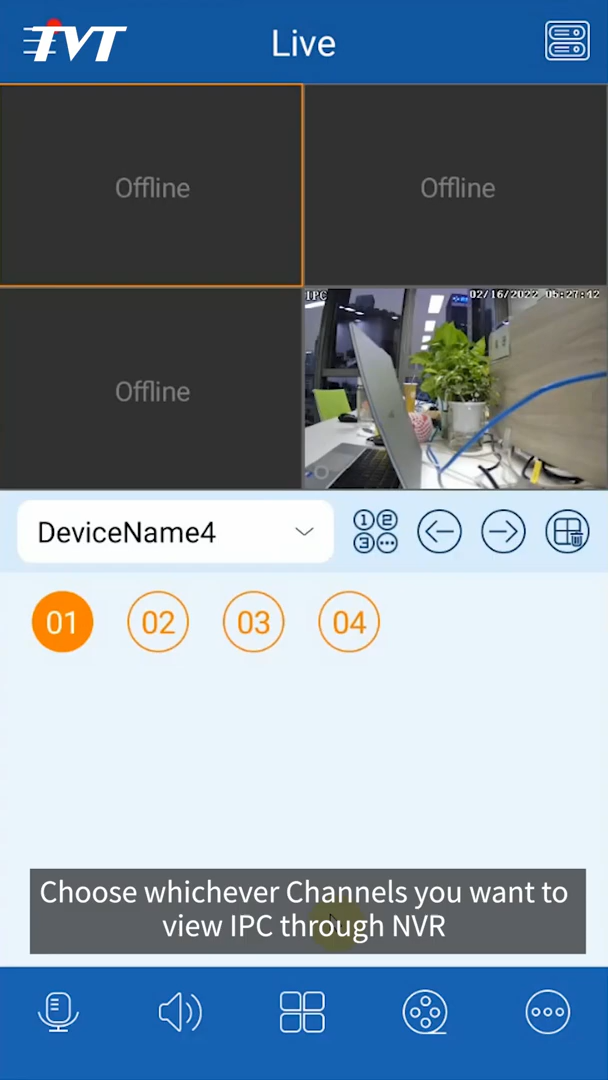 TVT
Live
Offline
Offline
IPC 02/16/2022 05:27:42
Offline
DeviceName4
01 02 03 04
Choose whichever Channels you want to
view IPC through NVR